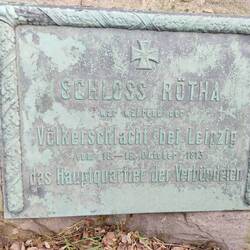 SCHLOSS RÖTHA
war während der
Völkerschlacht bei Leipzig
vom 16.-19. Oktober 1813
das Hauptquartier der Verbündeten